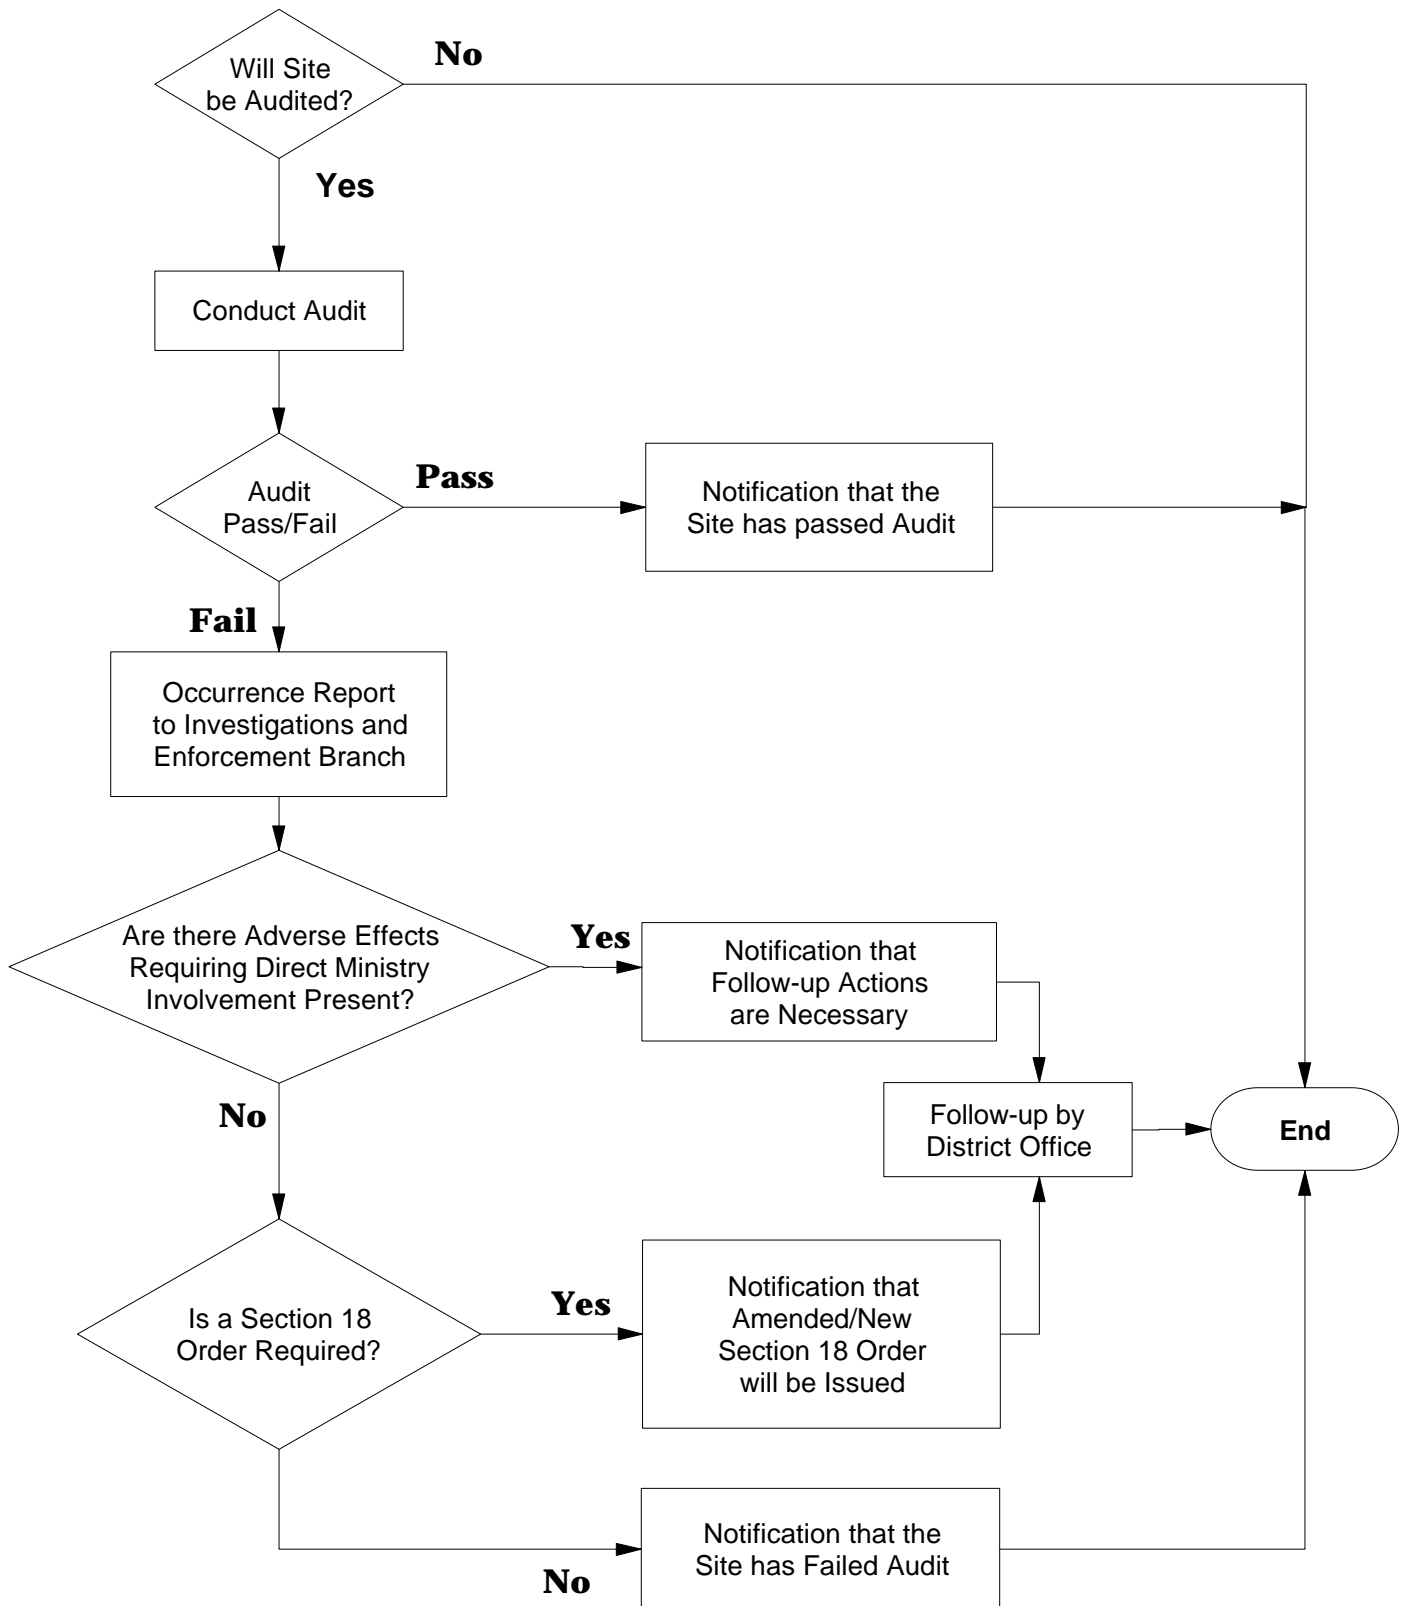 No
Will Site
be Audited?
Yes
Conduct Audit
Pass
Audit
Pass/Fail
Notification that the
Site has passed Audit
Fail
Occurrence Report
to Investigations and
Enforcement Branch
Are there Adverse Effects
Requiring Direct Ministry
Involvement Present?
Yes
Notification that
Follow-up Actions
are Necessary
No
Follow-up by
District Office
End
Is a Section 18
Order Required?
Yes
Notification that
Amended/New
Section 18 Order
will be Issued
No
Notification that the
Site has Failed Audit